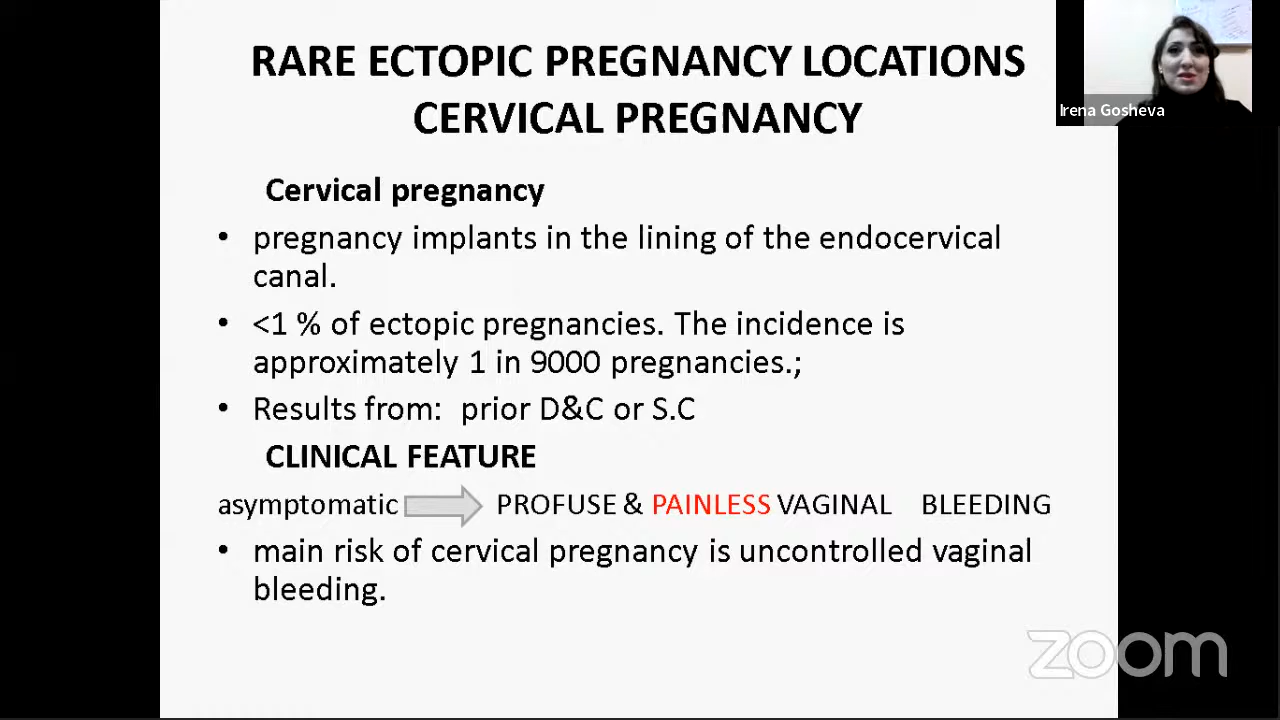 RARE ECTOPIC PREGNANCY LOCATIONS
CERVICAL PREGNANCY
Irena Gosheva
Cervical pregnancy
• pregnancy implants in the lining of the endocervical
canal.
• <1 % of ectopic pregnancies. The incidence is
approximately 1 in 9000 pregnancies.;
• Results from: prior D&C or S.C
CLINICAL FEATURE
asymptomatic PROFUSE & PAINLESS VAGINAL BLEEDING
• main risk of cervical pregnancy is uncontrolled vaginal
bleeding.
zoom